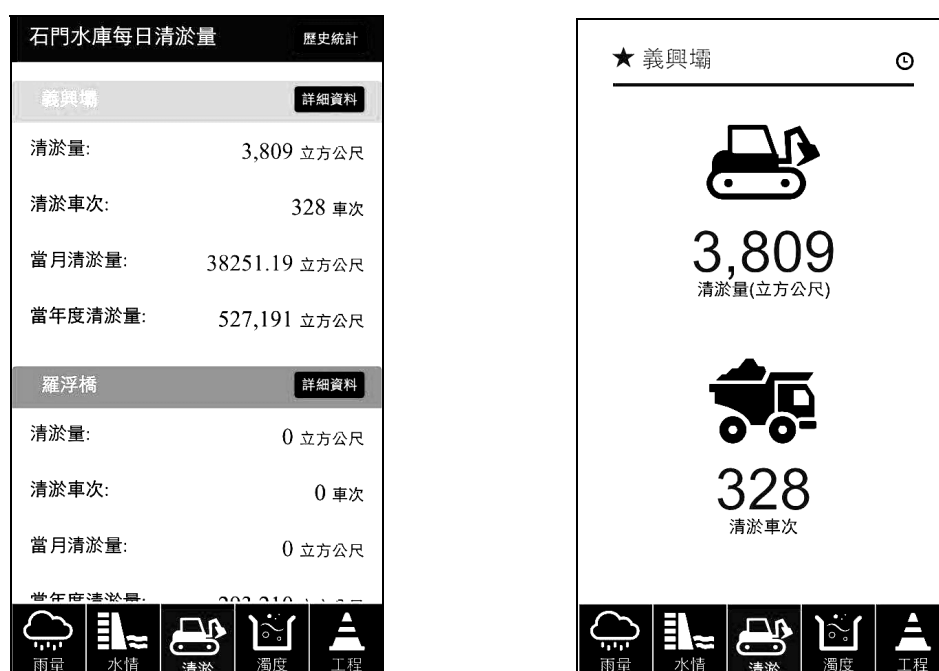 石門水庫每日清淤量 歷史統計
義興壩 詳細資料
清淤量: 3,809 立方公尺
清淤車次: 328 車次
當月清淤量: 38251.19 立方公尺
當年度清淤量: 527,191 立方公尺
羅浮橋 詳細資料
清淤量: 0 立方公尺
清淤車次: 0 車次
當月清淤量: 0 立方公尺
當年度清淤量:
雨量 水情 清淤 濁度 工程
★ 義興壩
3,809
清淤量(立方公尺)
328
清淤車次
雨量 水情 清淤 濁度 工程